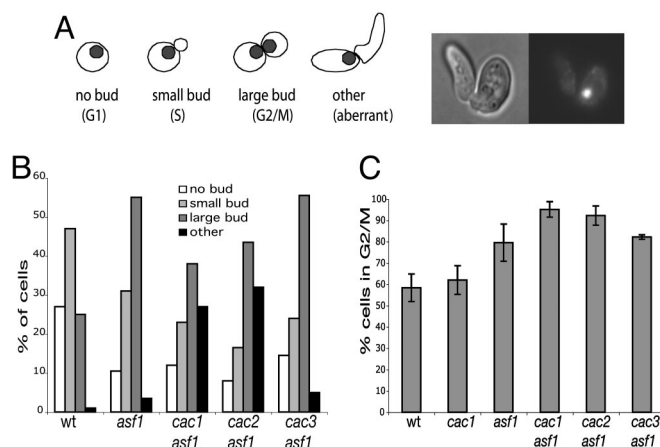 A
no bud small bud large bud other
(G1) (S) (G2/M) (aberrant)
B
% of cells
60
50
40
30
20
10
0
no bud
small bud
large bud
other
wt asf1 cac1 cac2 cac3
asf1 asf1 asf1
C
% cells in G2/M
100
90
80
70
60
50
40
30
20
10
0
wt cac1 asf1 cac1 cac2 cac3
asf1 asf1 asf1